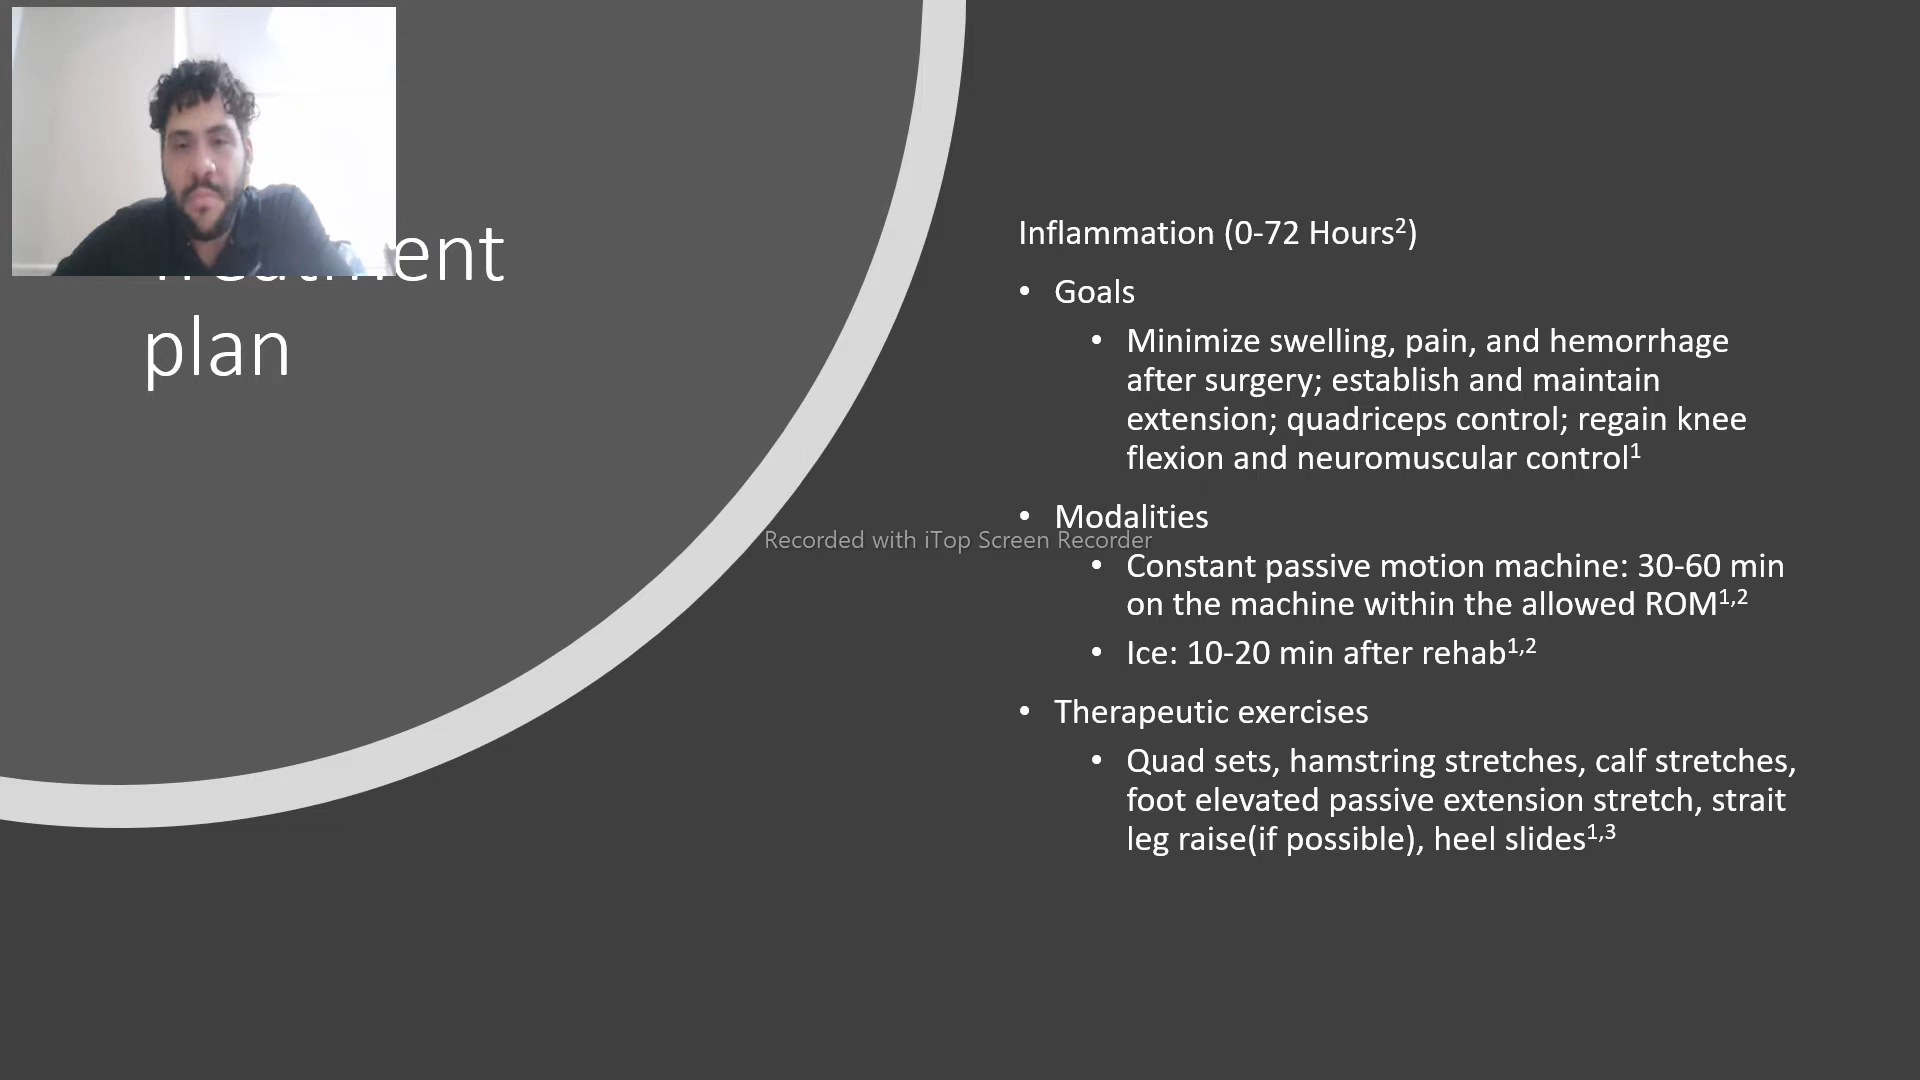 Treatment
plan
Inflammation (0-72 Hours²)
• Goals
• Minimize swelling, pain, and hemorrhage
after surgery; establish and maintain
extension; quadriceps control; regain knee
flexion and neuromuscular control¹
• Modalities
Recorded with iTop Screen Recorder
• Constant passive motion machine: 30-60 min
on the machine within the allowed ROM¹,²
• Ice: 10-20 min after rehab¹,²
• Therapeutic exercises
• Quad sets, hamstring stretches, calf stretches,
foot elevated passive extension stretch, strait
leg raise(if possible), heel slides¹,³